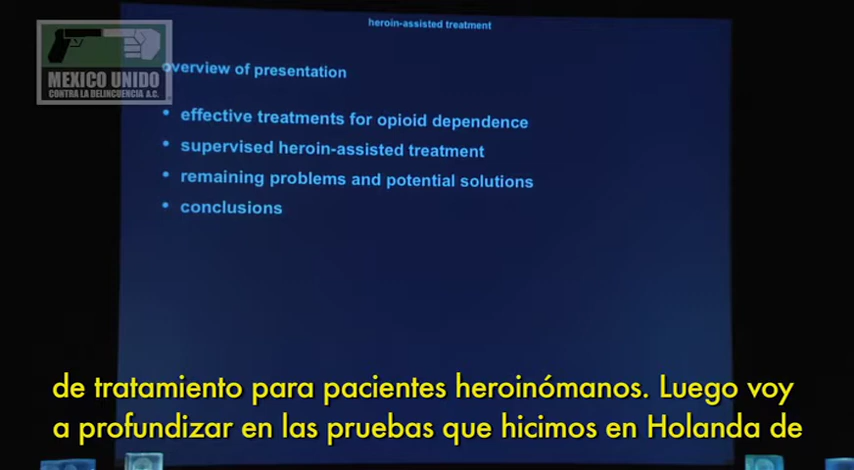 heroin-assisted treatment
MEXICO UNIDO
CONTRA LA DELINCUENCIA A.C.
overview of presentation
• effective treatments for opioid dependence
• supervised heroin-assisted treatment
• remaining problems and potential solutions
• conclusions
de tratamiento para pacientes heroinómanos. Luego voy
a profundizar en las pruebas que hicimos en Holanda de